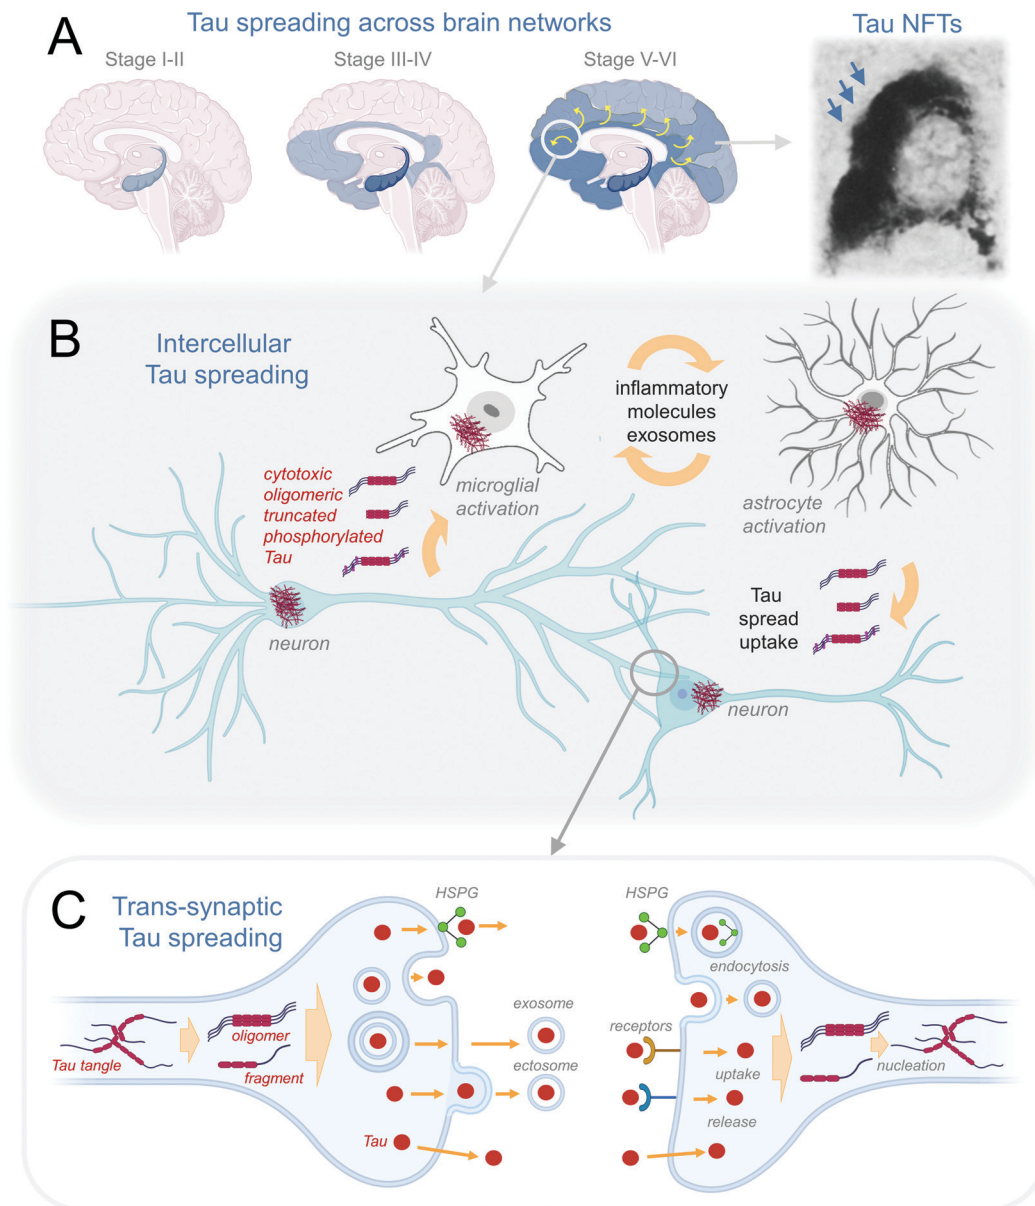 A
Tau spreading across brain networks
Tau NFTs
Stage I-II
Stage III-IV
Stage V-VI
B
Intercellular
Tau spreading
inflammatory
molecules
exosomes
cytotoxic
oligomeric
truncated
phosphorylated
Tau
microglial
activation
astrocyte
activation
Tau
spread
uptake
neuron
neuron
C
Trans-synaptic
Tau spreading
HSPG
HSPG
endocytosis
exosome
receptors
oligomer
Tau tangle
fragment
ectosome
uptake
nucleation
release
Tau